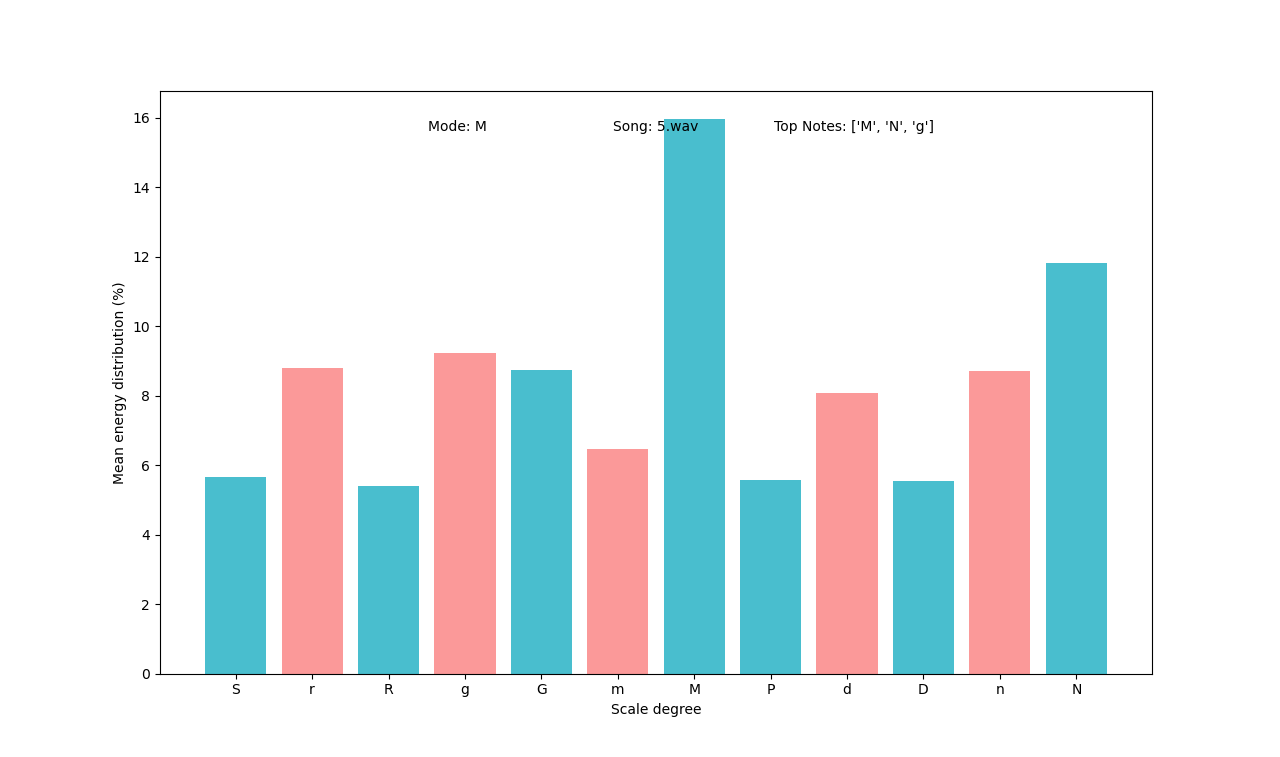 Mode: M
Song: 5.wav
Top Notes: ['M', 'N', 'g']
Mean energy distribution (%)
16
14
12
10
8
6
4
2
0
S r R g G m M P d D n N
Scale degree